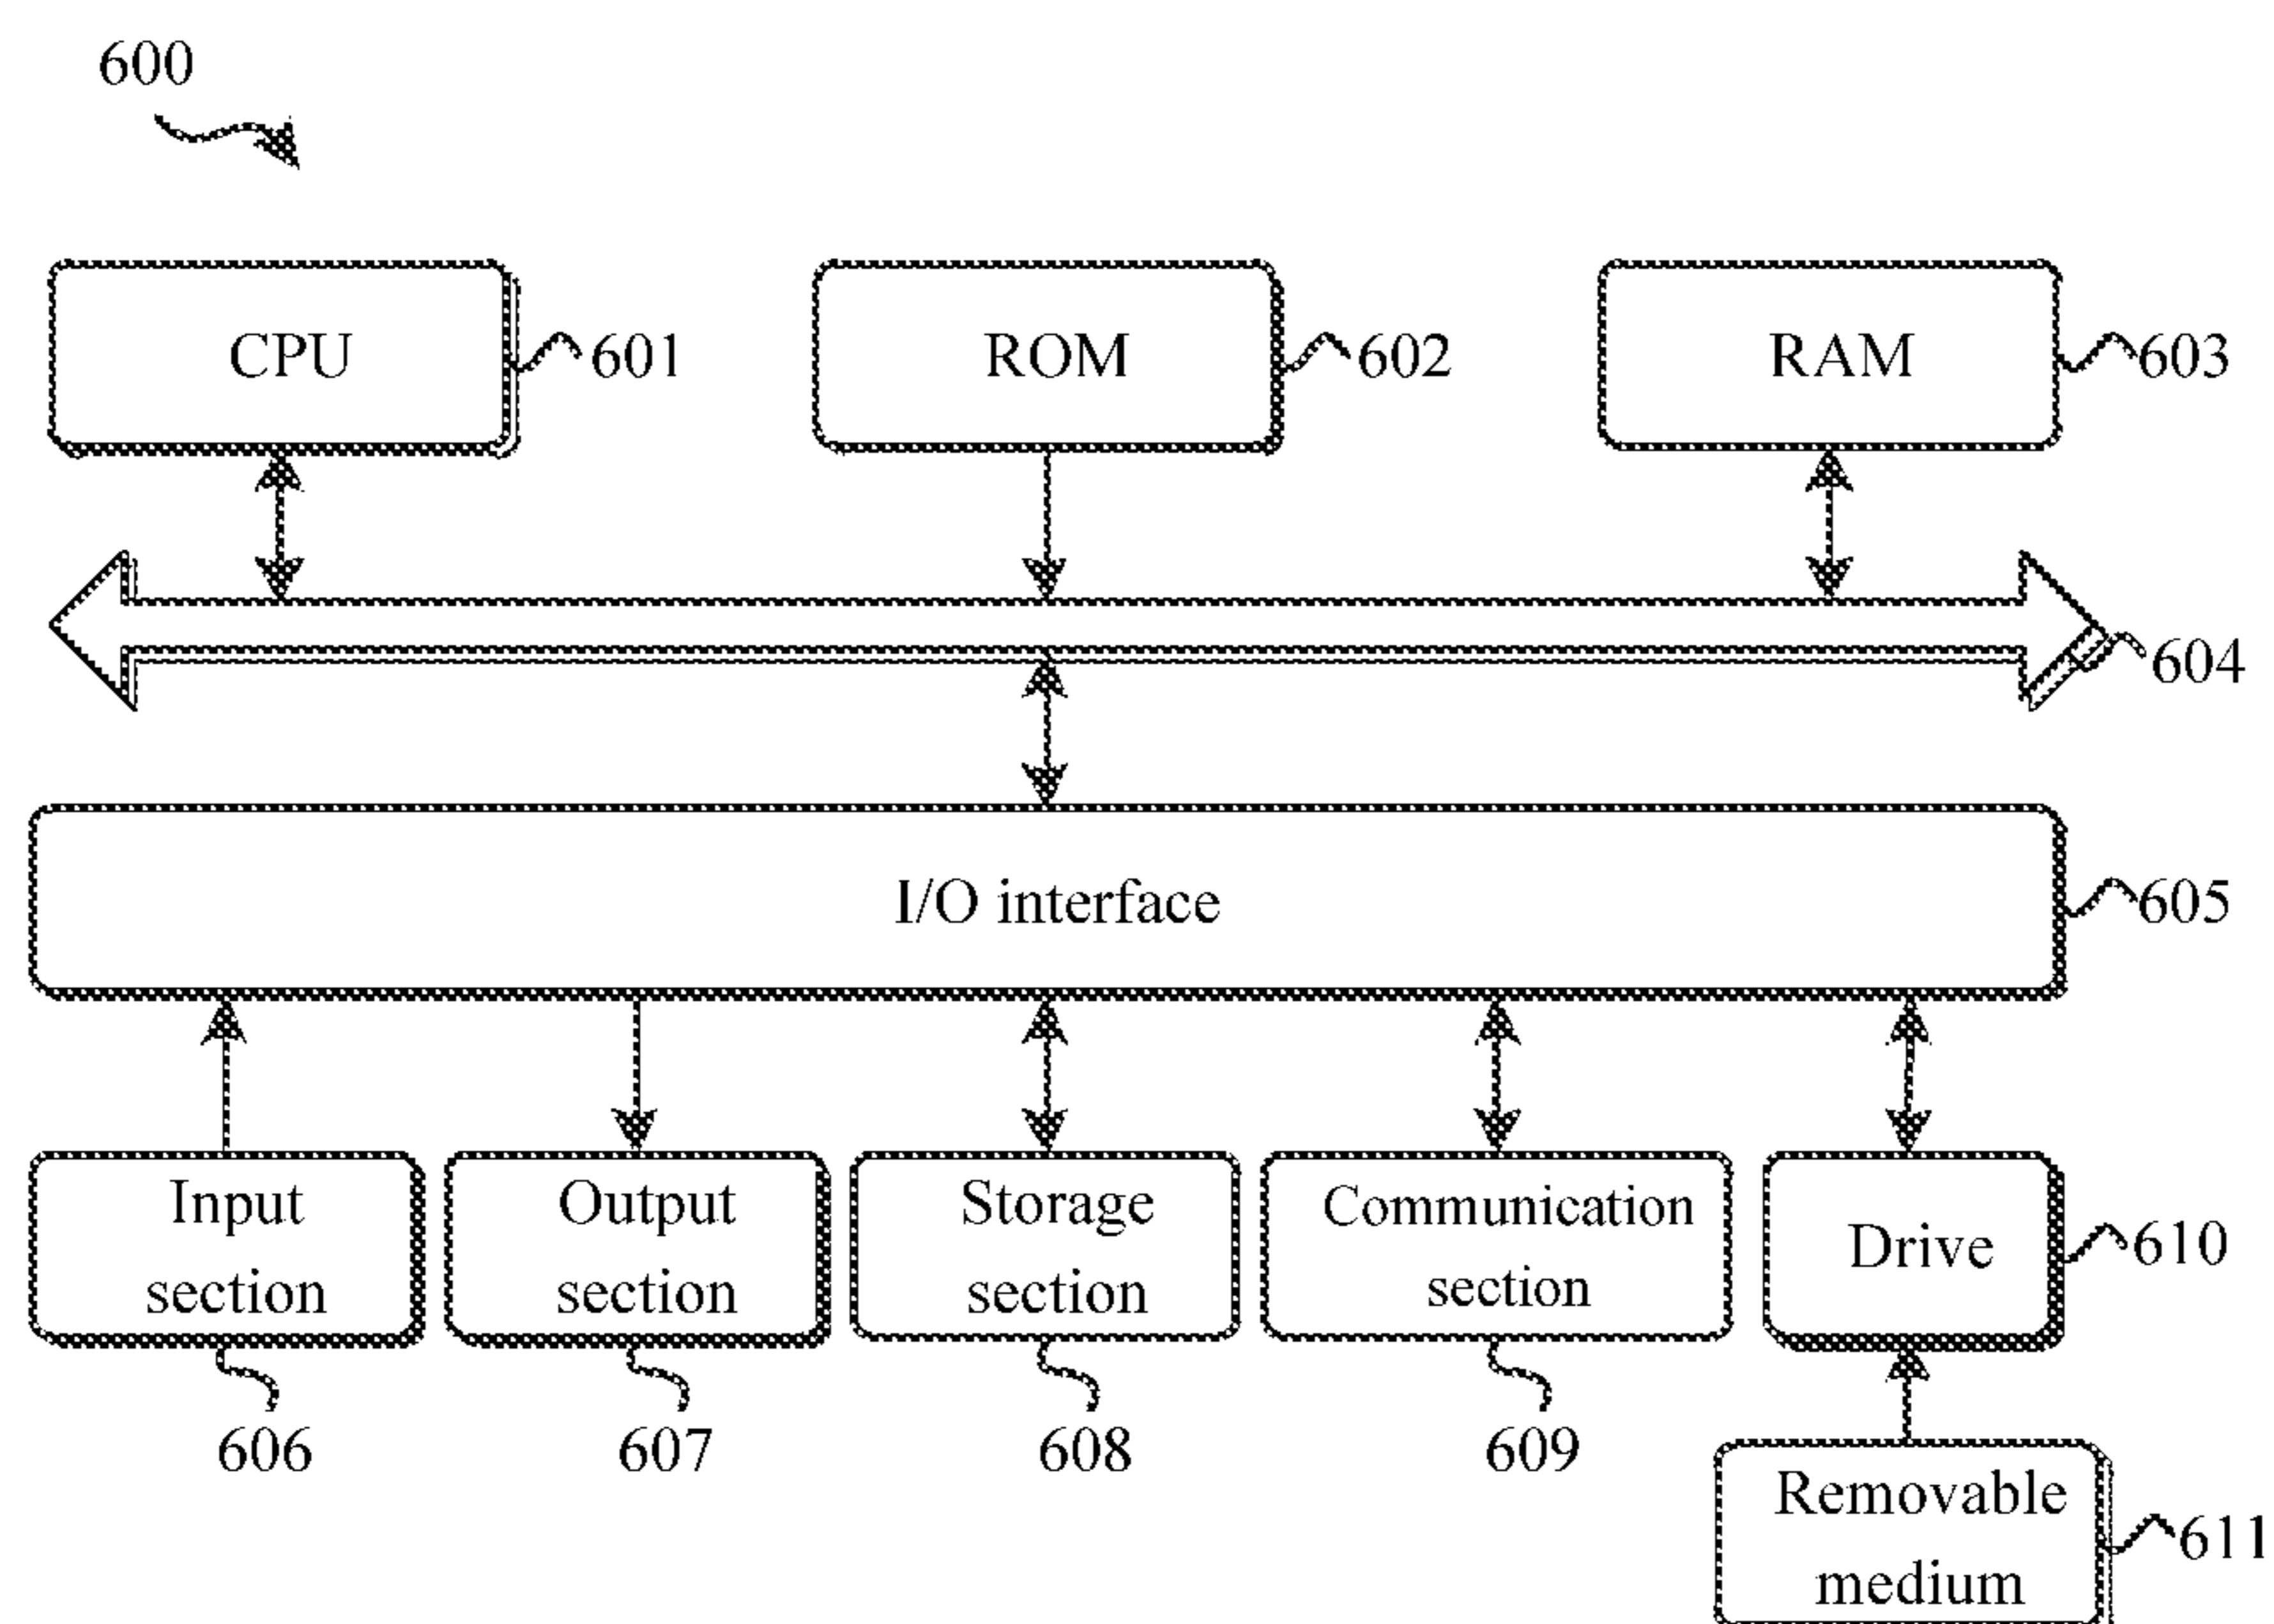 600
CPU
601
ROM
602
RAM
603
604
I/O interface
605
Input
section
Output
section
Storage
section
Communication
section
Drive
610
606
607
608
609
Removable
medium
611